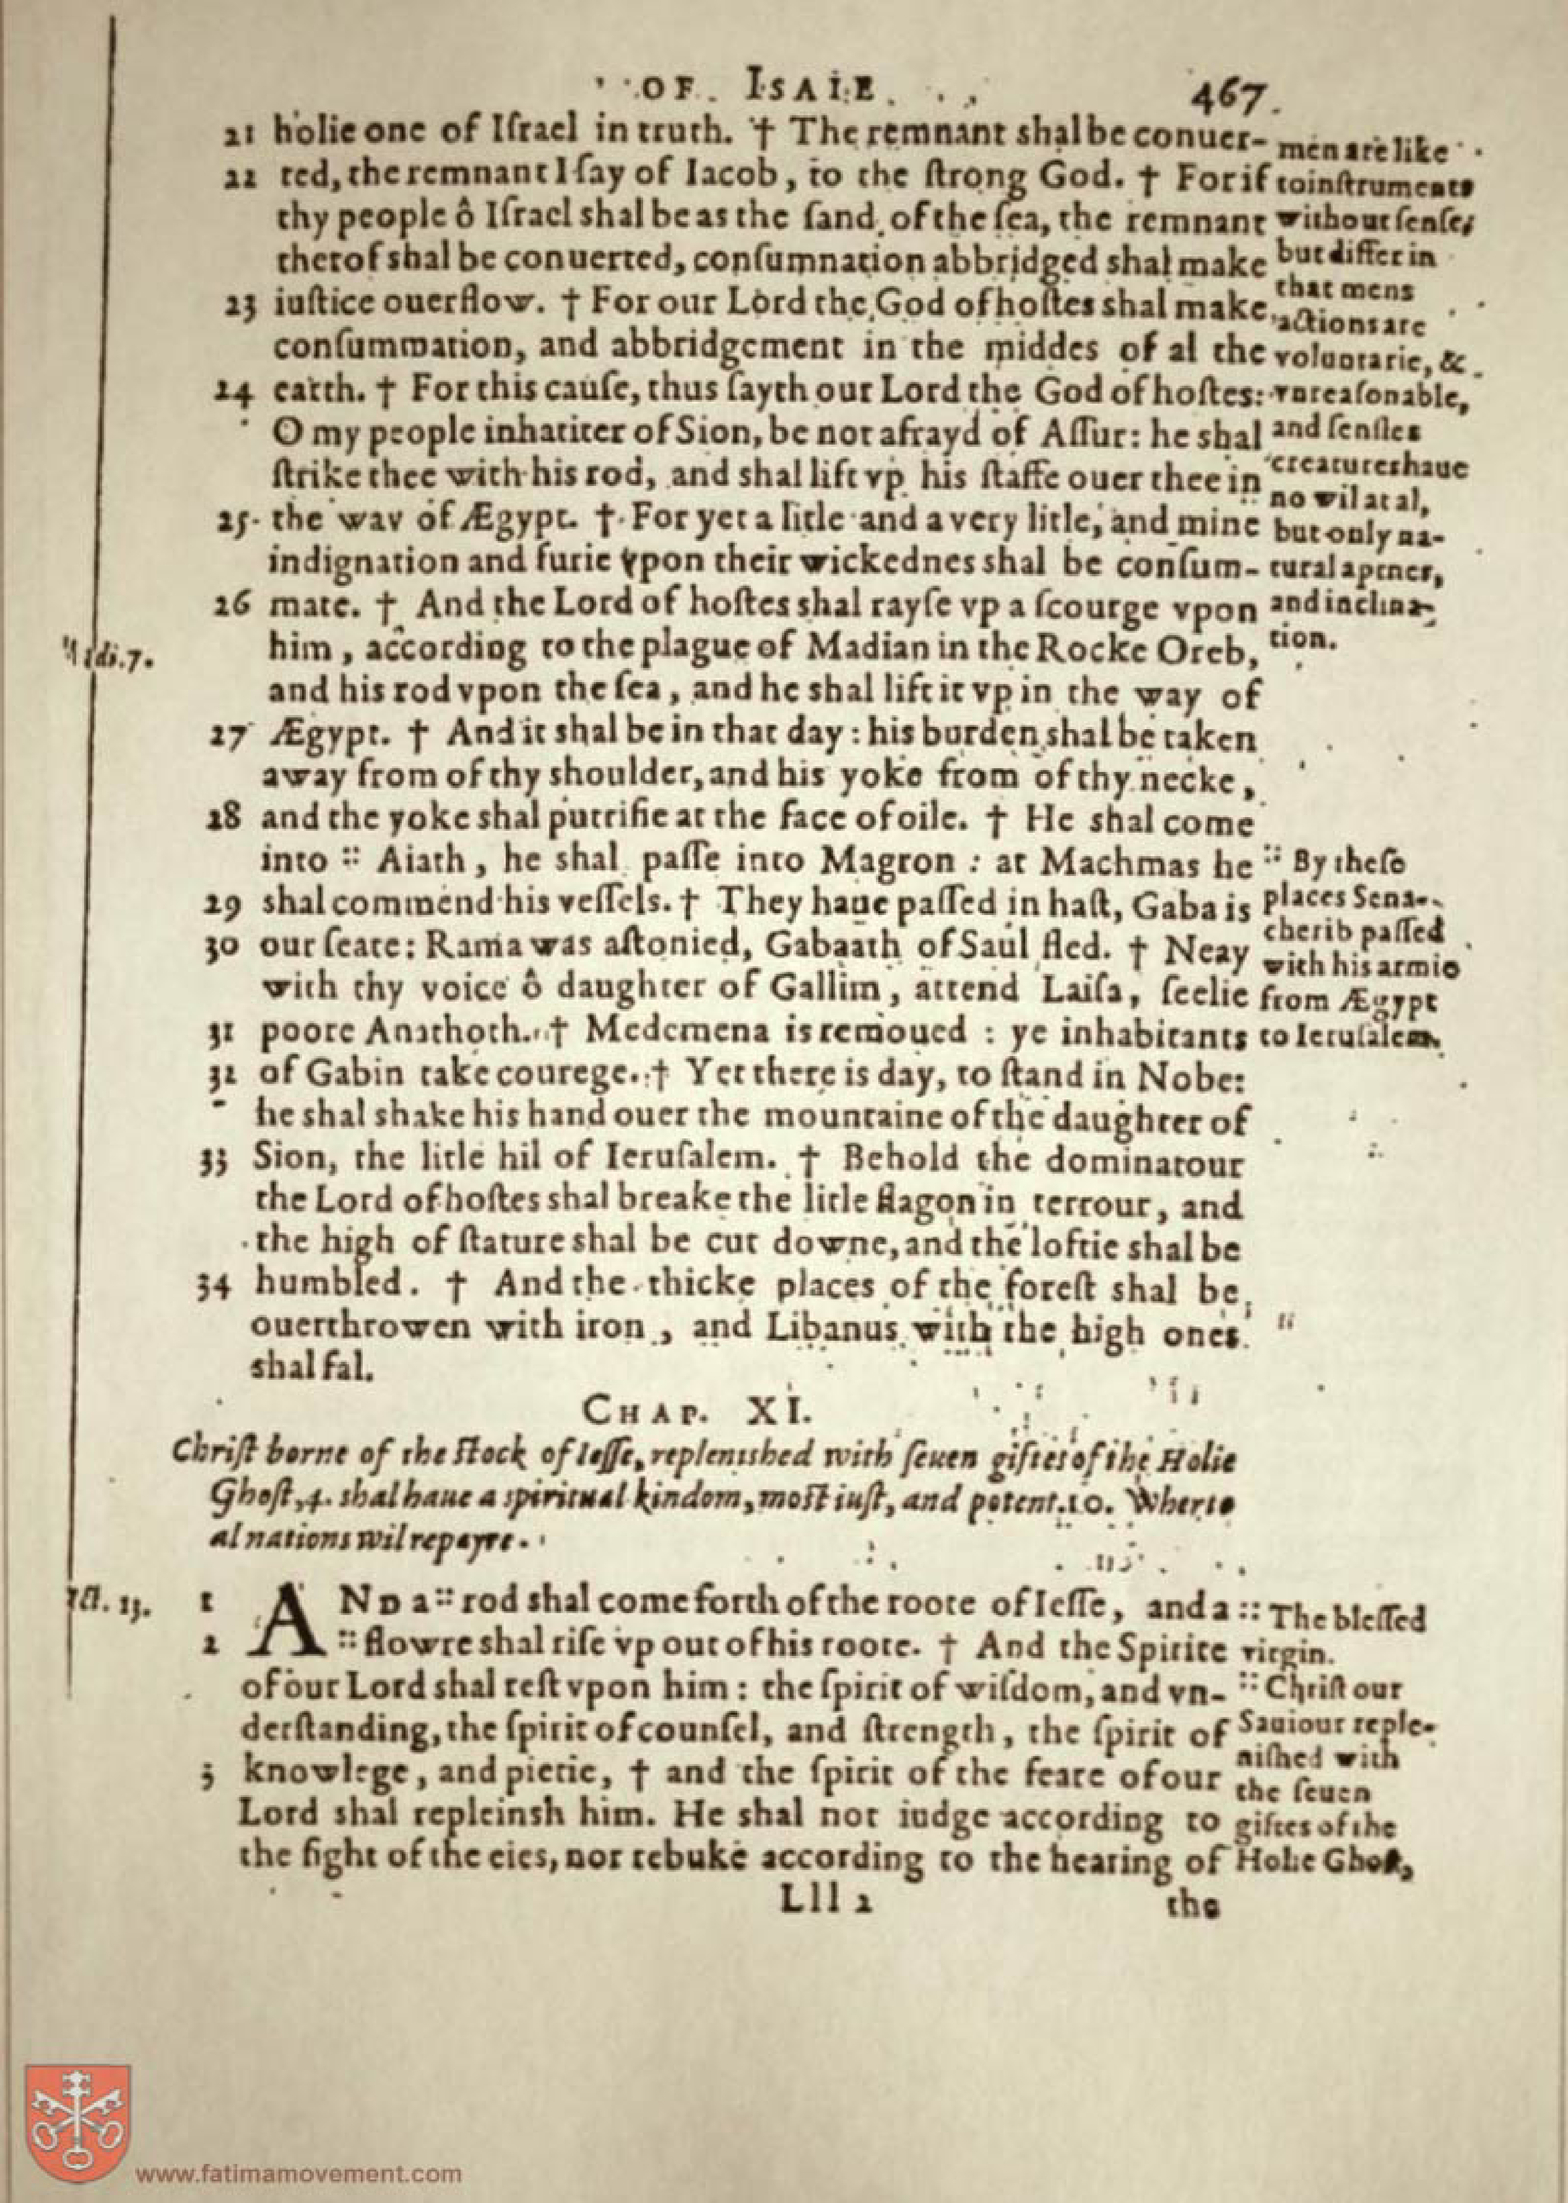 OF ISAIE. 467.
21 holie one of Iſrael in truth. † The remnant shal be conuer-
22 ted, the remnant I ſay of Iacob, to the ſtrong God. † For if
thy people ô Iſrael shal be as the ſand of the ſea, the remnant
therof shal be conuerted, conſumnation abbridged shal make
23 iuſtice ouerflow. † For our Lord the God of hoſtes shal make
conſummation, and abbridgement in the middes of al the
24 earth. † For this cauſe, thus ſayth our Lord the God of hoſtes:
O my people inhatiter of Sion, be not afrayd of Aſſur: he shal
ſtrike thee with his rod, and shal lift vp his ſtaffe ouer thee in
25 the way of Ægypt. † For yet a litle and a very litle, and mine
indignation and furie vpon their wickednes shal be conſum-
26 mate. † And the Lord of hoſtes shal rayſe vp a ſcourge vpon
him, according to the plague of Madian in the Rocke Oreb,
and his rod vpon the ſea, and he shal lift it vp in the way of
27 Ægypt. † And it shal be in that day: his burden shal be taken
away from of thy shoulder, and his yoke from of thy necke,
28 and the yoke shal putrifie at the face of oile. † He shal come
into :: Aiath, he shal paſſe into Magron: at Machmas he
29 shal commend his veſſels. † They haue paſſed in haſt, Gaba is
30 our ſeate: Rama was aſtonied, Gabaath of Saul fled. † Neay
with thy voice ô daughter of Gallim, attend Laiſa, ſeelie
31 poore Anathoth. † Medemena is remoued: ye inhabitants
32 of Gabin take courege. † Yet there is day, to ſtand in Nobe:
he shal shake his hand ouer the mountaine of the daughter of
33 Sion, the litle hil of Ieruſalem. † Behold the dominatour
the Lord of hoſtes shal breake the litle flagon in terrour, and
the high of ſtature shal be cut downe, and the loftie shal be
34 humbled. † And the thicke places of the foreſt shal be
ouerthrowen with iron, and Libanus with the high ones
shal fal.
men are like
to inſtruments
without ſenſe,
but differ in
that mens
actions are
voluntarie, &
vnreaſonable,
and ſenſles
creatures haue
no wil at al,
but only na-
tural apetner,
and inclina-
tion.
di. 7.
:: By theſe
places Sena-
cherib paſſed
with his armie
from Ægypt
to Ieruſalem.
CHAP. XI.
Chriſt borne of the ſtock of Ieſſe, replenished with ſeuen giftes of the Holie
Ghoſt, 4. shal haue a spiritual kindom, moſt iuſt, and potent. 10. Wherto
al nations wil repayre.
1 AND a :: rod shal come forth of the roote of Ieſſe, and a
2 :: flowre shal riſe vp out of his roote. † And the Spirite
of our Lord shal reſt vpon him: the ſpirit of wiſdom, and vn-
derſtanding, the ſpirit of counſel, and ſtrength, the ſpirit of
3 knowlege, and pietie, † and the ſpirit of the feare of our
Lord shal repleinsh him. He shal not iudge according to
the ſight of the eies, nor rebuke according to the hearing of
13.
:: The bleſſed
virgin.
:: Chriſt our
Sauiour reple-
niſhed with
the ſeuen
giftes of the
Holie Ghoſt,
Lll 2 the
www.fatimamovement.com